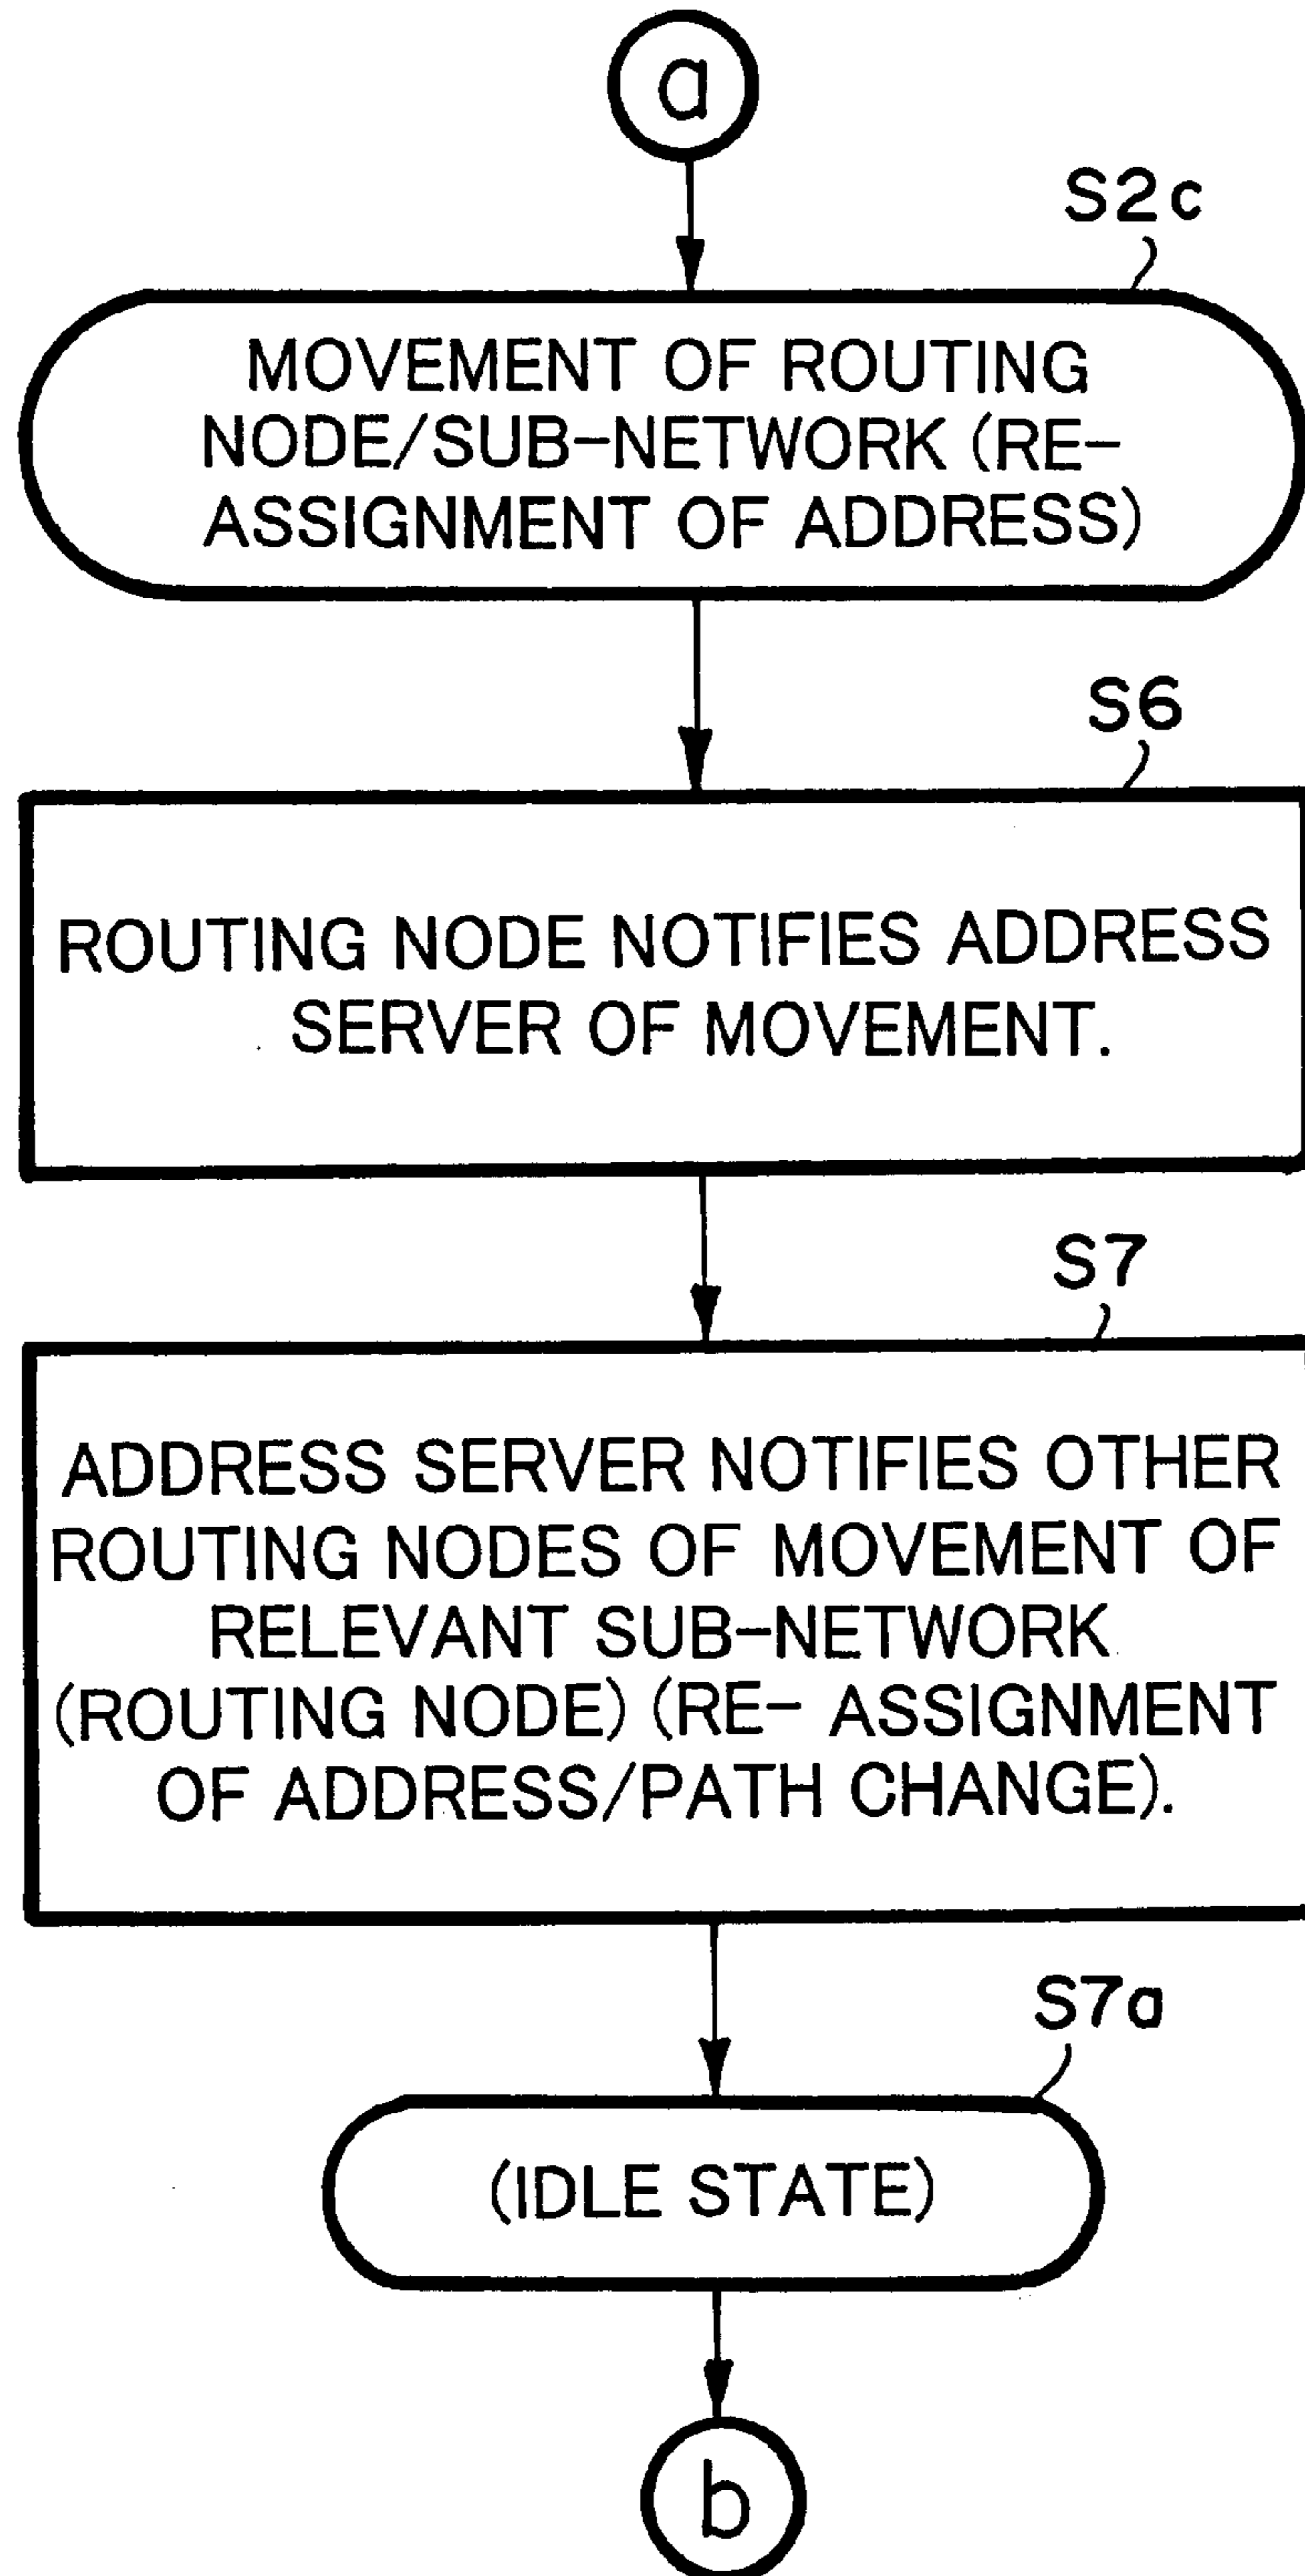 a
S2c
MOVEMENT OF ROUTING
NODE/SUB-NETWORK (RE-
ASSIGNMENT OF ADDRESS)
S6
ROUTING NODE NOTIFIES ADDRESS
SERVER OF MOVEMENT.
S7
ADDRESS SERVER NOTIFIES OTHER
ROUTING NODES OF MOVEMENT OF
RELEVANT SUB-NETWORK
(ROUTING NODE) (RE- ASSIGNMENT
OF ADDRESS/PATH CHANGE).
S7a
(IDLE STATE)
b